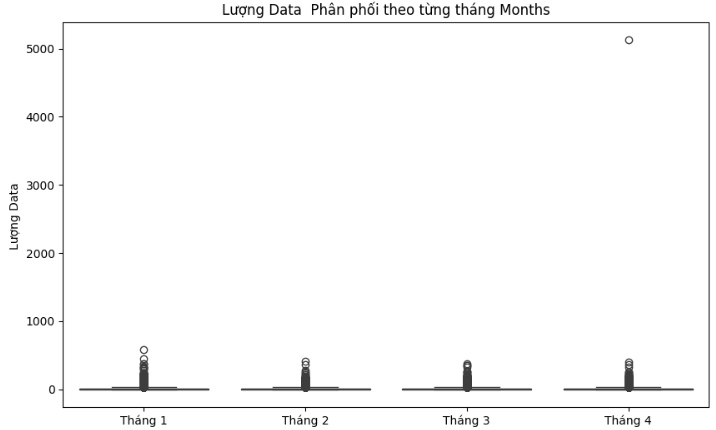 Lượng Data  Phân phối theo từng tháng Months
5000
4000
3000
2000
1000
0
Lượng Data
Tháng 1
Tháng 2
Tháng 3
Tháng 4